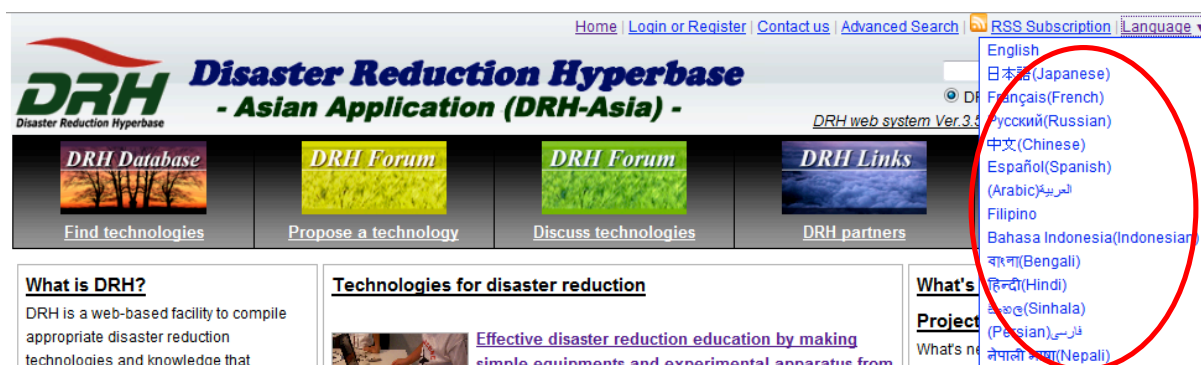 Home | Login or Register | Contact us | Advanced Search | RSS Subscription | Language ▾
DRH
Disaster Reduction Hyperbase
Disaster Reduction Hyperbase
- Asian Application (DRH-Asia) -
DRH web system Ver.3.5
English
日本語(Japanese)
Français(French)
Русский(Russian)
中文(Chinese)
Español(Spanish)
العربية(Arabic)
Filipino
Bahasa Indonesia(Indonesian)
বাংলা(Bengali)
हिन्दी(Hindi)
සිංහල(Sinhala)
فارسی(Persian)
नेपाली भाषा(Nepali)
DRH Database
Find technologies
DRH Forum
Propose a technology
DRH Forum
Discuss technologies
DRH Links
DRH partners
What is DRH?
DRH is a web-based facility to compile
appropriate disaster reduction
technologies and knowledge that
Technologies for disaster reduction
Effective disaster reduction education by making
simple equipments and experimental apparatus from
What's
Project
What's ne